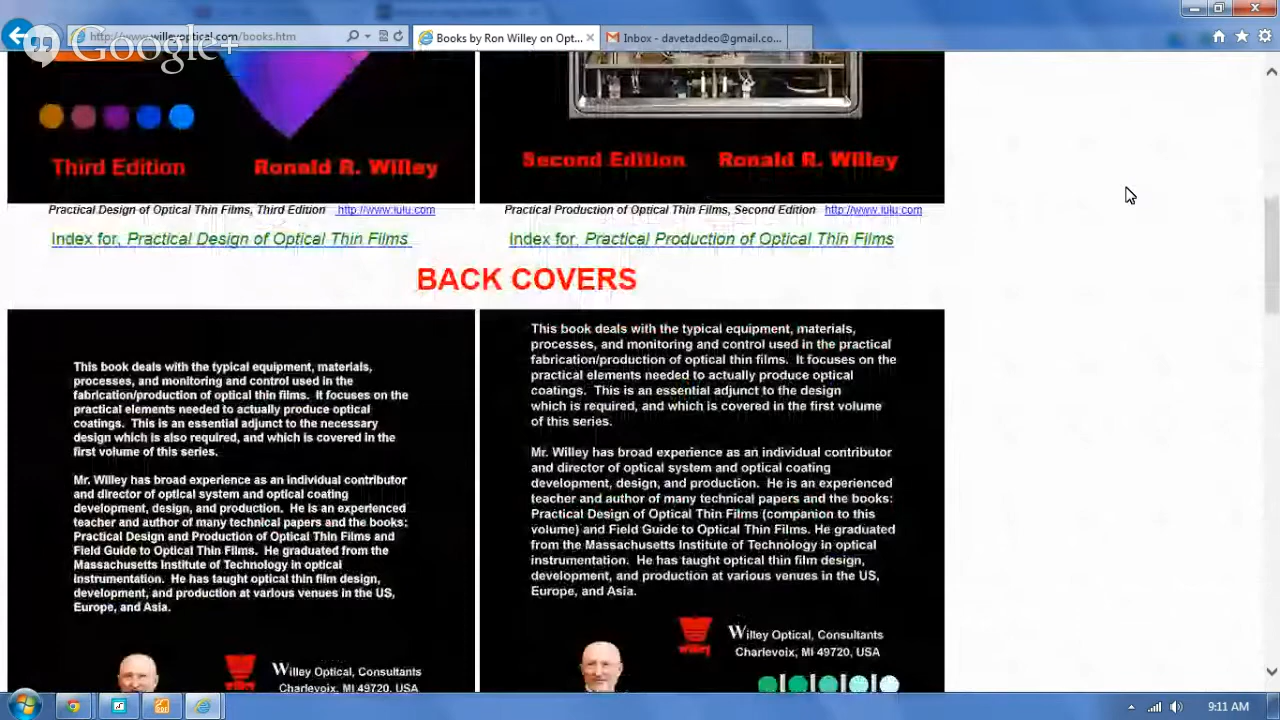 http://www.willeyoptical.com/books.htm
Google+
Books by Ron Willey on Opt...
Inbox - davetaddeo@gmail.co...
Third Edition Ronald R. Willey
Second Edition Ronald R. Willey
Practical Design of Optical Thin Films, Third Edition http://www.lulu.com
Practical Production of Optical Thin Films, Second Edition http://www.lulu.com
Index for, Practical Design of Optical Thin Films
Index for, Practical Production of Optical Thin Films
BACK COVERS
This book deals with the typical equipment, materials,
processes, and monitoring and control used in the
fabrication/production of optical thin films. It focuses on the
practical elements needed to actually produce optical
coatings. This is an essential adjunct to the necessary
design which is also required, and which is covered in the
first volume of this series.
Mr. Willey has broad experience as an individual contributor
and director of optical system and optical coating
development, design, and production. He is an experienced
teacher and author of many technical papers and the books:
Practical Design and Production of Optical Thin Films and
Field Guide to Optical Thin Films. He graduated from the
Massachusetts Institute of Technology in optical
instrumentation. He has taught optical thin film design,
development, and production at various venues in the US,
Europe, and Asia.
Willey Optical, Consultants
Charlevoix, MI 49720, USA
This book deals with the typical equipment, materials,
processes, and monitoring and control used in the practical
fabrication/production of optical thin films. It focuses on the
practical elements needed to actually produce optical
coatings. This is an essential adjunct to the design
which is required, and which is covered in the first volume
of this series.
Mr. Willey has broad experience as an individual contributor
and director of optical system and optical coating
development, design, and production. He is an experienced
teacher and author of many technical papers and the books:
Practical Design of Optical Thin Films (companion to this
volume) and Field Guide to Optical Thin Films. He graduated
from the Massachusetts Institute of Technology in optical
instrumentation. He has taught optical thin film design,
development, and production at various venues in the US,
Europe, and Asia.
Willey
Willey Optical, Consultants
Charlevoix, MI 49720, USA
9:11 AM